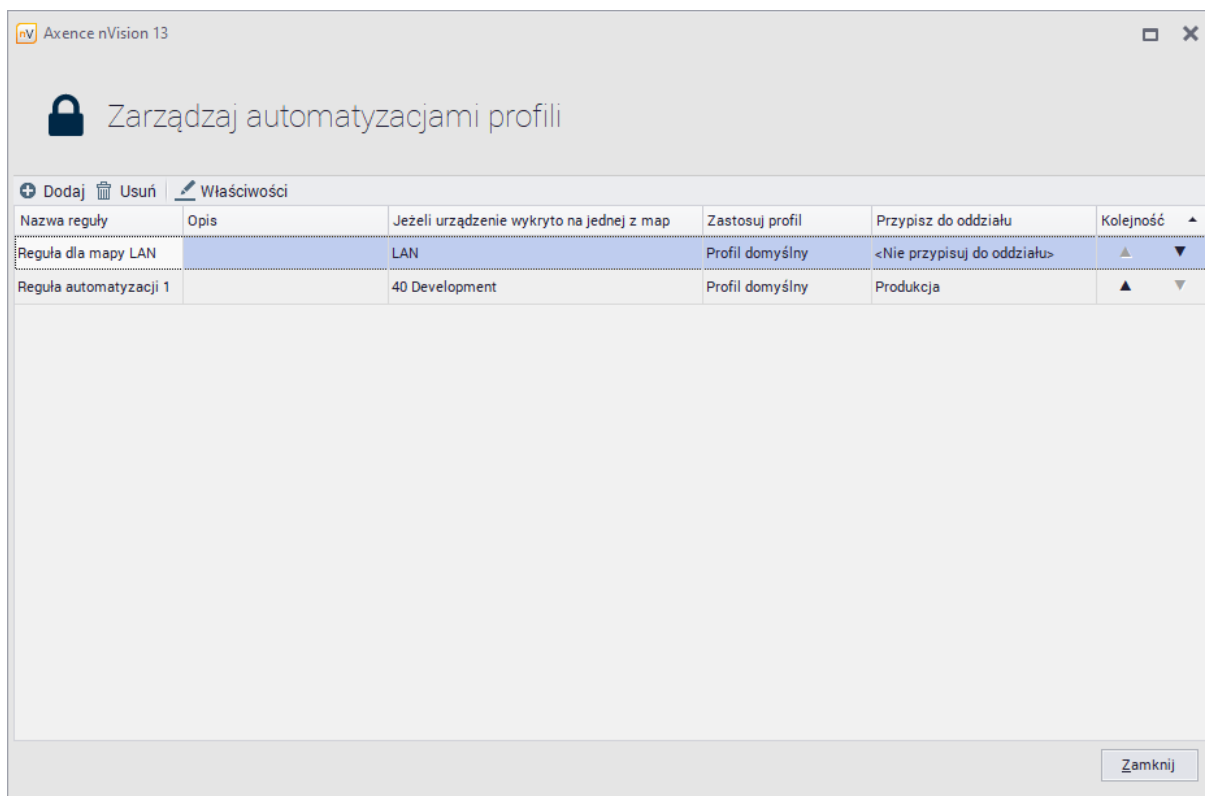 nV Axence nVision 13
Zarządzaj automatyzacjami profili
Dodaj Usuń Właściwości
Nazwa reguły Opis Jeżeli urządzenie wykryto na jednej z map Zastosuj profil Przypisz do oddziału Kolejność
Reguła dla mapy LAN LAN Profil domyślny <Nie przypisuj do oddziału>
Reguła automatyzacji 1 40 Development Profil domyślny Produkcja
Zamknij